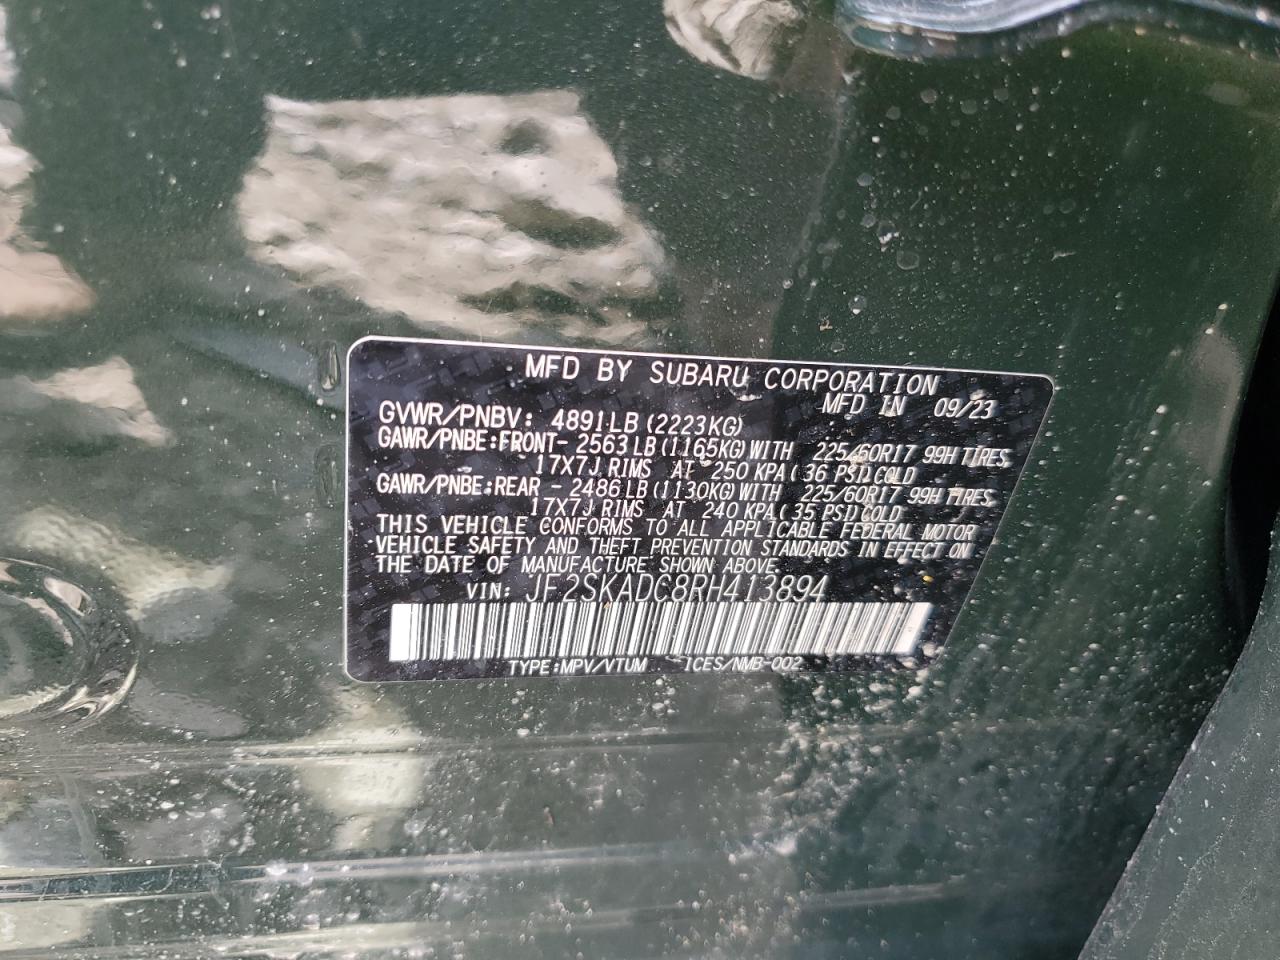 MFD BY SUBARU CORPORATION
MFD IN 09/23
GVWR/PNBV: 4891LB (2223KG)
GAWR/PNBE:FRONT- 2563LB(1165KG)WITH 225/60R17 99H TIRES,
17X7J RIMS AT 250 KPA( 36 PSI)COLD
GAWR/PNBE:REAR - 2486LB(1130KG)WITH 225/60R17 99H TIRES,
17X7J RIMS AT 240 KPA( 35 PSI)COLD
THIS VEHICLE CONFORMS TO ALL APPLICABLE FEDERAL MOTOR
VEHICLE SAFETY AND THEFT PREVENTION STANDARDS IN EFFECT ON
THE DATE OF MANUFACTURE SHOWN ABOVE.
VIN: JF2SKADC8RH413894
TYPE:MPV/VTUM ICES/NMB-002